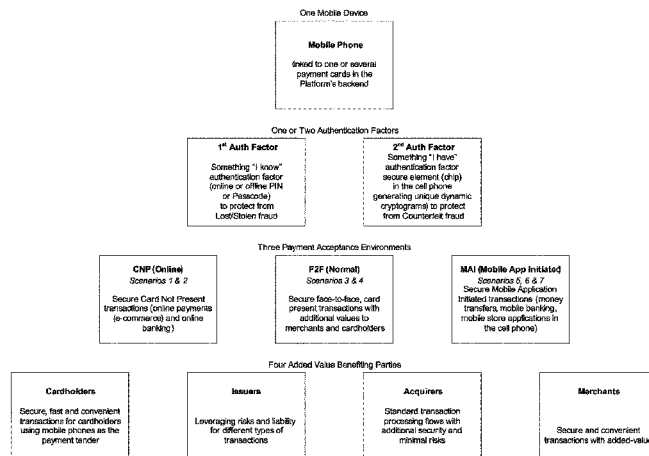 One Mobile Device
Mobile Phone
linked to one or several
payment cards in the
Platform's backend
One or Two Authentication Factors
1st Auth Factor
Something "I know"
authentication factor
(online or offline PIN
or Passcode)
to protect from
Lost/Stolen fraud
2nd Auth Factor
Something "I have"
authentication factor
secure element (chip)
in the cell phone
generating unique dynamic
cryptograms) to protect
from Counterfeit fraud
Three Payment Acceptance Environments
CNP (Online)
Scenarios 1 & 2
Secure Card Not Present
transactions (online payments
(e-commerce) and online
banking)
F2F (Normal)
Scenarios 3 & 4
Secure face-to-face, card
present transactions with
additional values to
merchants and cardholders
MAI (Mobile App Initiated)
Scenarios 5, 6 & 7
Secure Mobile Application
Initiated transactions (money
transfers, mobile banking,
mobile store applications in
the cell phone)
Four Added Value Benefiting Parties
Cardholders
Secure, fast and convenient
transactions for cardholders
using mobile phones as the
payment tender
Issuers
Leveraging risks and liability
for different types of
transactions
Acquirers
Standard transaction
processing flows with
additional security and
minimal risks
Merchants
Secure and convenient
transactions with added-value